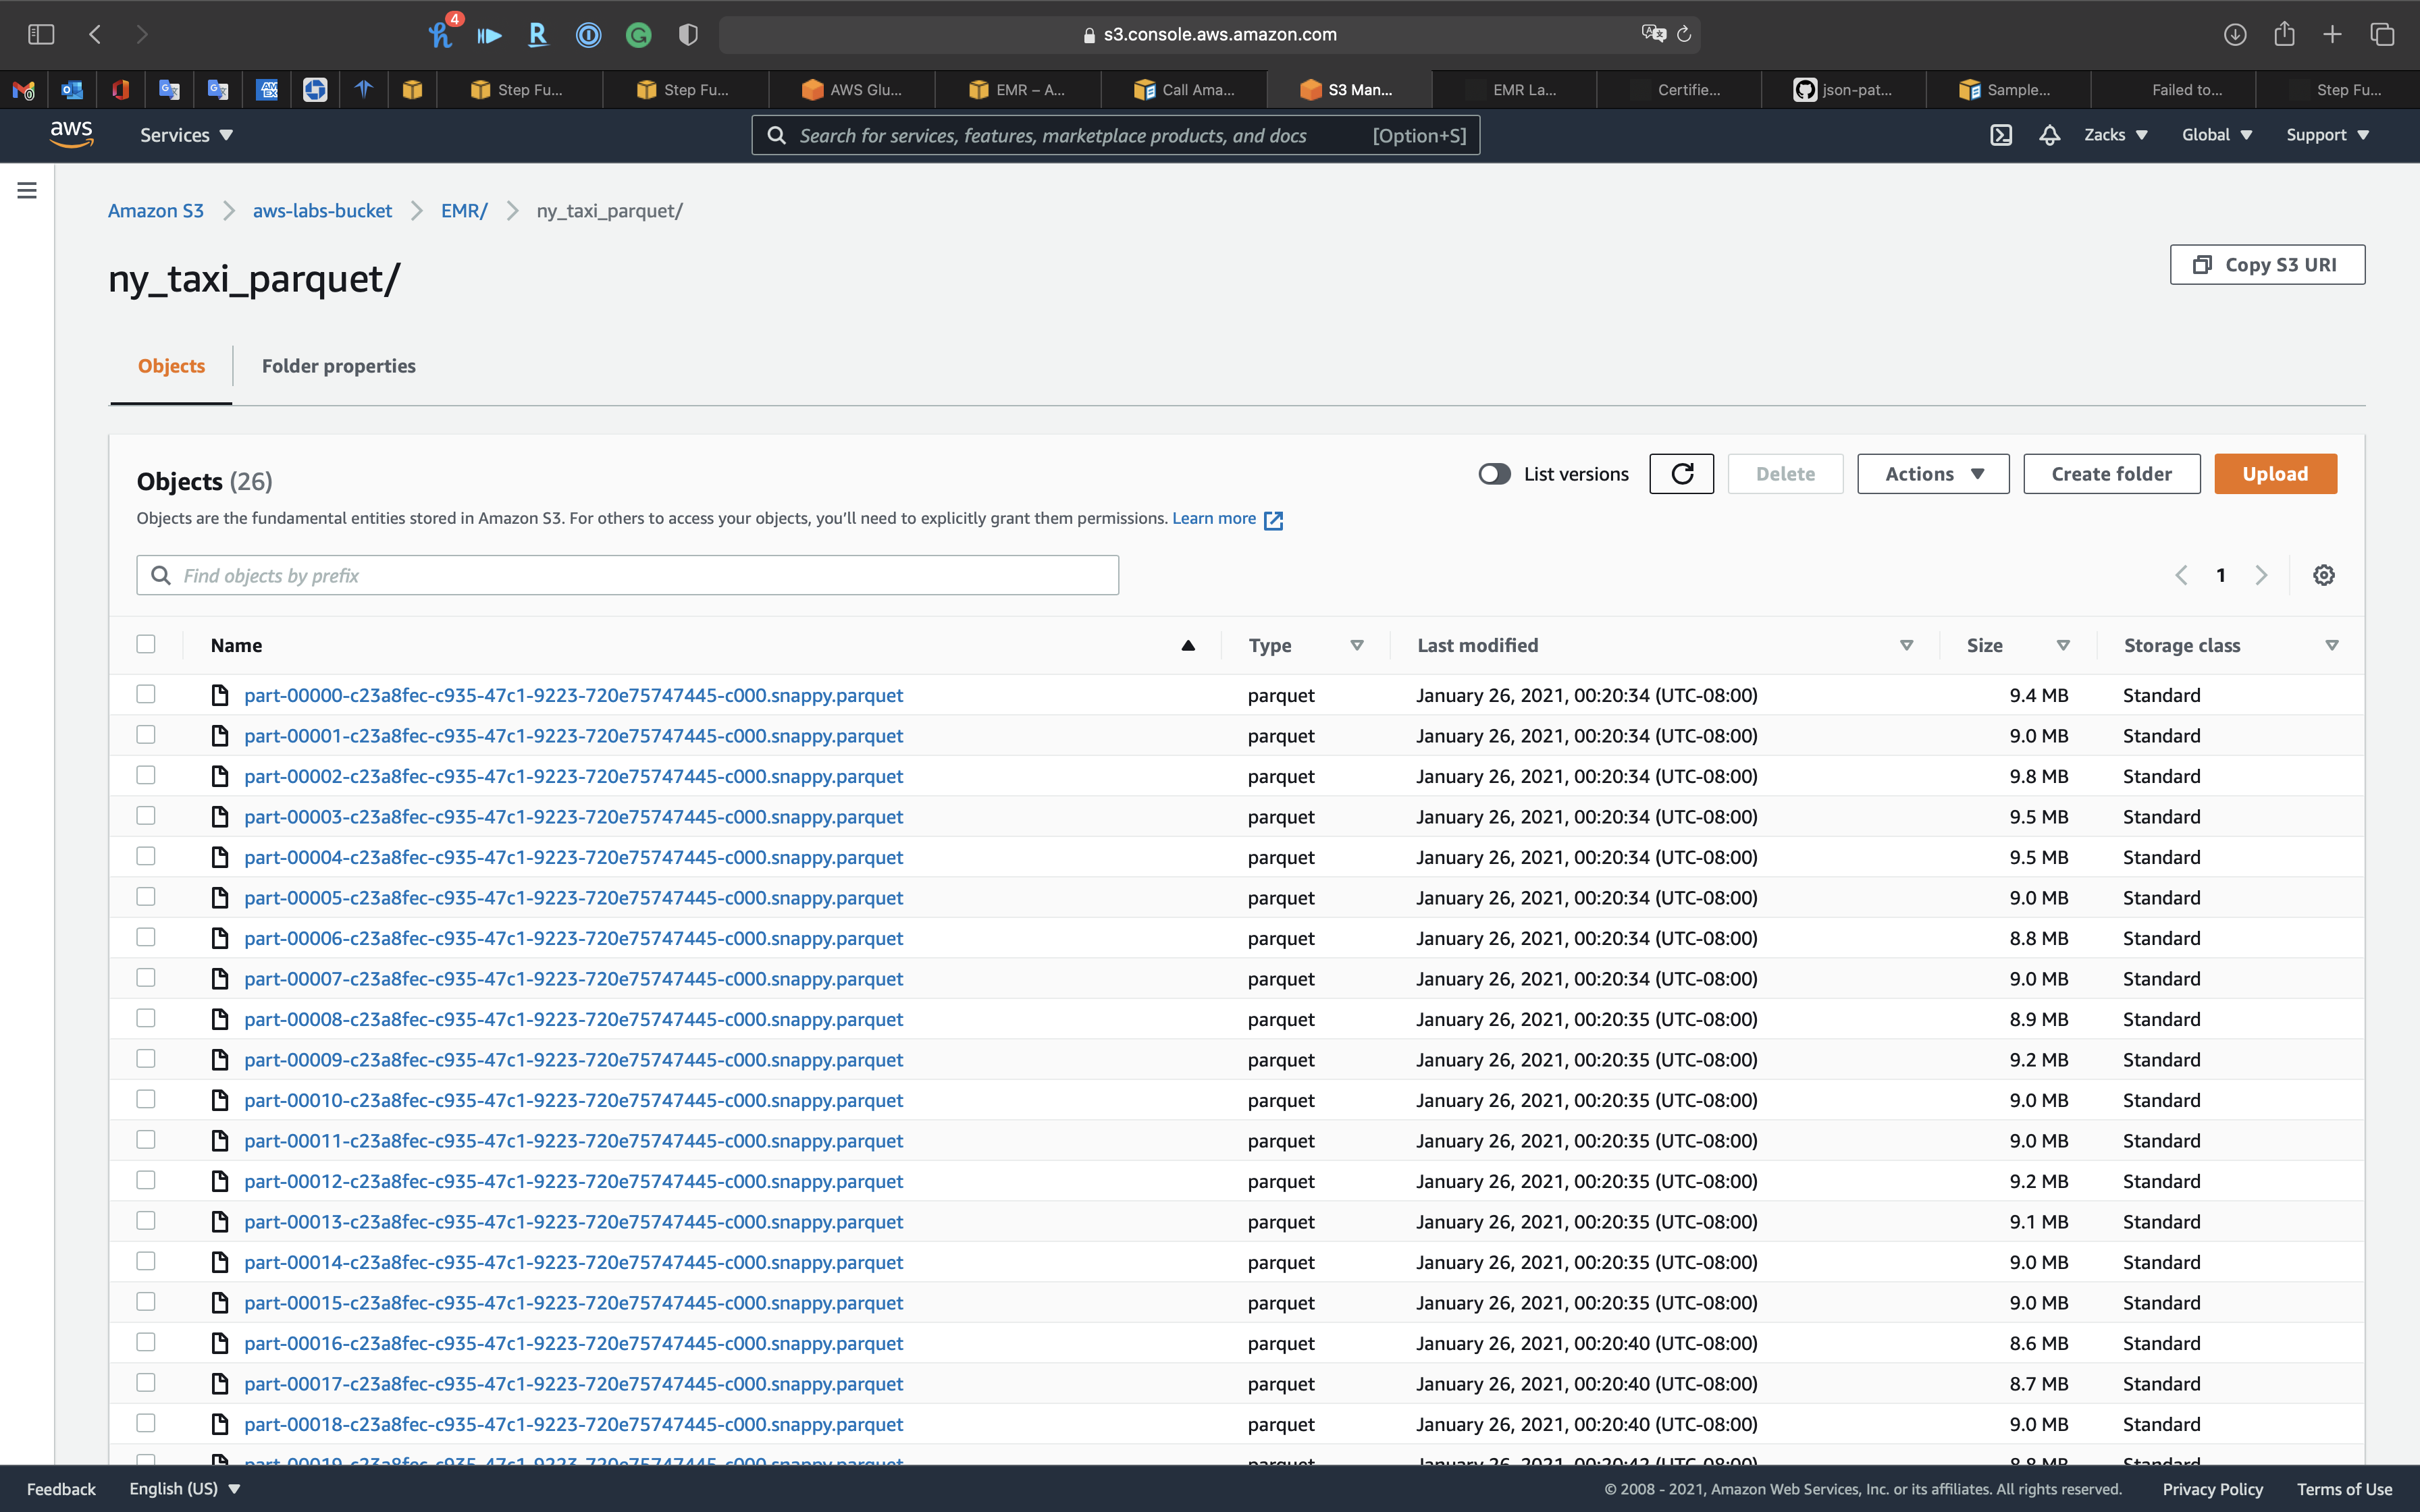 4
s3.console.aws.amazon.com
Step Fu... Step Fu... AWS Glu... EMR – A... Call Ama... S3 Man... EMR La... Certifie... json-pat... Sample... Failed to... Step Fu...
aws Services Search for services, features, marketplace products, and docs [Option+S] Zacks Global Support
Amazon S3 aws-labs-bucket EMR/ ny_taxi_parquet/
ny_taxi_parquet/
Copy S3 URI
Objects Folder properties
Objects (26)
List versions Delete Actions Create folder Upload
Objects are the fundamental entities stored in Amazon S3. For others to access your objects, you’ll need to explicitly grant them permissions. Learn more
Find objects by prefix
1
Name Type Last modified Size Storage class
part-00000-c23a8fec-c935-47c1-9223-720e75747445-c000.snappy.parquet parquet January 26, 2021, 00:20:34 (UTC-08:00) 9.4 MB Standard
part-00001-c23a8fec-c935-47c1-9223-720e75747445-c000.snappy.parquet parquet January 26, 2021, 00:20:34 (UTC-08:00) 9.0 MB Standard
part-00002-c23a8fec-c935-47c1-9223-720e75747445-c000.snappy.parquet parquet January 26, 2021, 00:20:34 (UTC-08:00) 9.8 MB Standard
part-00003-c23a8fec-c935-47c1-9223-720e75747445-c000.snappy.parquet parquet January 26, 2021, 00:20:34 (UTC-08:00) 9.5 MB Standard
part-00004-c23a8fec-c935-47c1-9223-720e75747445-c000.snappy.parquet parquet January 26, 2021, 00:20:34 (UTC-08:00) 9.5 MB Standard
part-00005-c23a8fec-c935-47c1-9223-720e75747445-c000.snappy.parquet parquet January 26, 2021, 00:20:34 (UTC-08:00) 9.0 MB Standard
part-00006-c23a8fec-c935-47c1-9223-720e75747445-c000.snappy.parquet parquet January 26, 2021, 00:20:34 (UTC-08:00) 8.8 MB Standard
part-00007-c23a8fec-c935-47c1-9223-720e75747445-c000.snappy.parquet parquet January 26, 2021, 00:20:34 (UTC-08:00) 9.0 MB Standard
part-00008-c23a8fec-c935-47c1-9223-720e75747445-c000.snappy.parquet parquet January 26, 2021, 00:20:35 (UTC-08:00) 8.9 MB Standard
part-00009-c23a8fec-c935-47c1-9223-720e75747445-c000.snappy.parquet parquet January 26, 2021, 00:20:35 (UTC-08:00) 9.2 MB Standard
part-00010-c23a8fec-c935-47c1-9223-720e75747445-c000.snappy.parquet parquet January 26, 2021, 00:20:35 (UTC-08:00) 9.0 MB Standard
part-00011-c23a8fec-c935-47c1-9223-720e75747445-c000.snappy.parquet parquet January 26, 2021, 00:20:35 (UTC-08:00) 9.0 MB Standard
part-00012-c23a8fec-c935-47c1-9223-720e75747445-c000.snappy.parquet parquet January 26, 2021, 00:20:35 (UTC-08:00) 9.2 MB Standard
part-00013-c23a8fec-c935-47c1-9223-720e75747445-c000.snappy.parquet parquet January 26, 2021, 00:20:35 (UTC-08:00) 9.1 MB Standard
part-00014-c23a8fec-c935-47c1-9223-720e75747445-c000.snappy.parquet parquet January 26, 2021, 00:20:35 (UTC-08:00) 9.0 MB Standard
part-00015-c23a8fec-c935-47c1-9223-720e75747445-c000.snappy.parquet parquet January 26, 2021, 00:20:35 (UTC-08:00) 9.0 MB Standard
part-00016-c23a8fec-c935-47c1-9223-720e75747445-c000.snappy.parquet parquet January 26, 2021, 00:20:40 (UTC-08:00) 8.6 MB Standard
part-00017-c23a8fec-c935-47c1-9223-720e75747445-c000.snappy.parquet parquet January 26, 2021, 00:20:40 (UTC-08:00) 8.7 MB Standard
part-00018-c23a8fec-c935-47c1-9223-720e75747445-c000.snappy.parquet parquet January 26, 2021, 00:20:40 (UTC-08:00) 9.0 MB Standard
part-00019-c23a8fec-c935-47c1-9223-720e75747445-c000.snappy.parquet parquet January 26, 2021, 00:20:42 (UTC-08:00) 8.8 MB Standard
Feedback English (US) © 2008 - 2021, Amazon Web Services, Inc. or its affiliates. All rights reserved. Privacy Policy Terms of Use